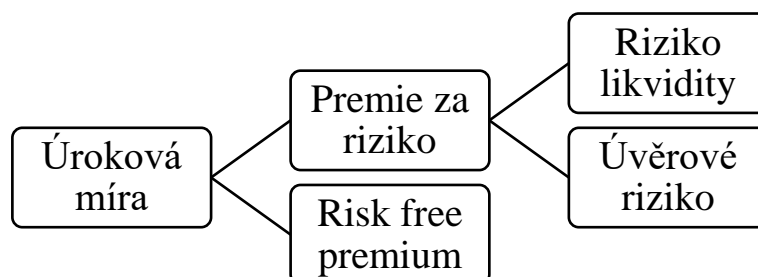 Úroková
míra
Premie za
riziko
Risk free
premium
Riziko
likvidity
Úvěrové
riziko